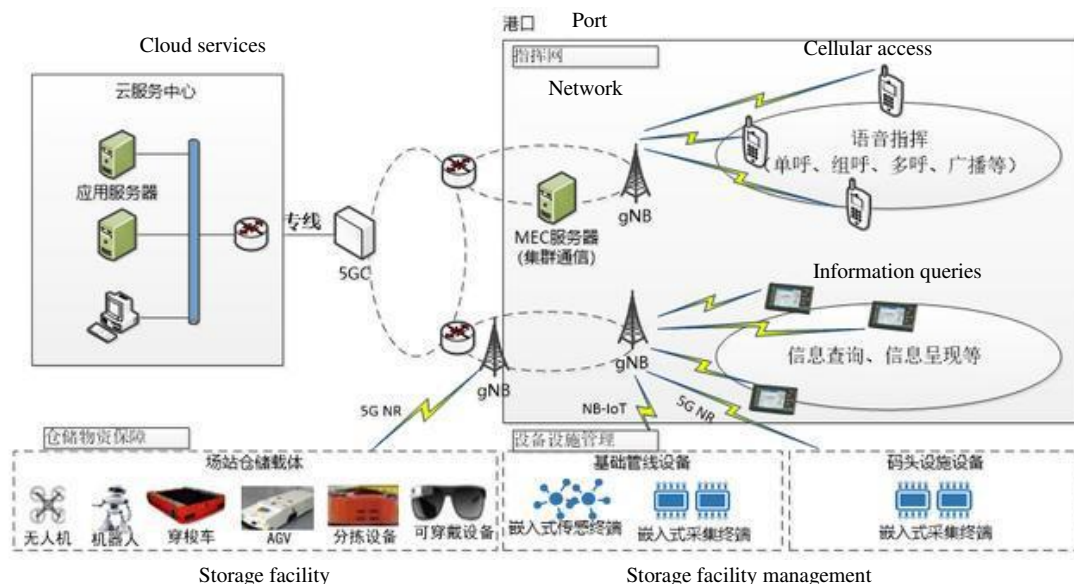 港口 Port
Cloud services
指挥网
Cellular access
Network
云服务中心
应用服务器
语音指挥
（单呼、组呼、多呼、广播等）
专线
5GC
gNB
MEC服务器
(集群通信)
Information queries
信息查询、信息呈现等
gNB
gNB
5G NR
NB-IoT
5G NR
仓储物资保障
设备设施管理
场站仓储载体
基础管线设备
码头设施设备
无人机
机器人
穿梭车
AGV
分拣设备
可穿戴设备
嵌入式传感终端
嵌入式采集终端
嵌入式采集终端
Storage facility
Storage facility management